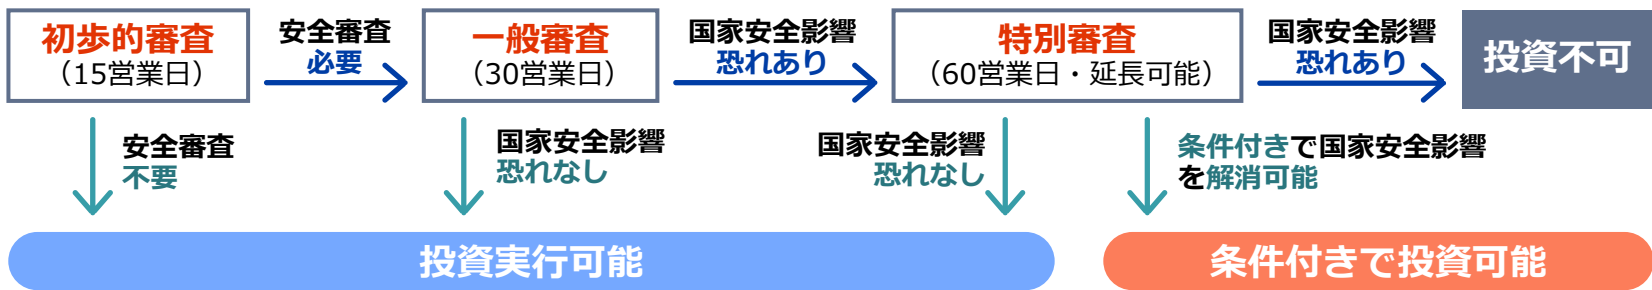 初歩的審査
（15営業日）
安全審査
必要
一般審査
（30営業日）
国家安全影響
恐れあり
特別審査
（60営業日・延長可能）
国家安全影響
恐れあり
投資不可
安全審査
不要
国家安全影響
恐れなし
国家安全影響
恐れなし
条件付きで国家安全影響
を解消可能
投資実行可能
条件付きで投資可能